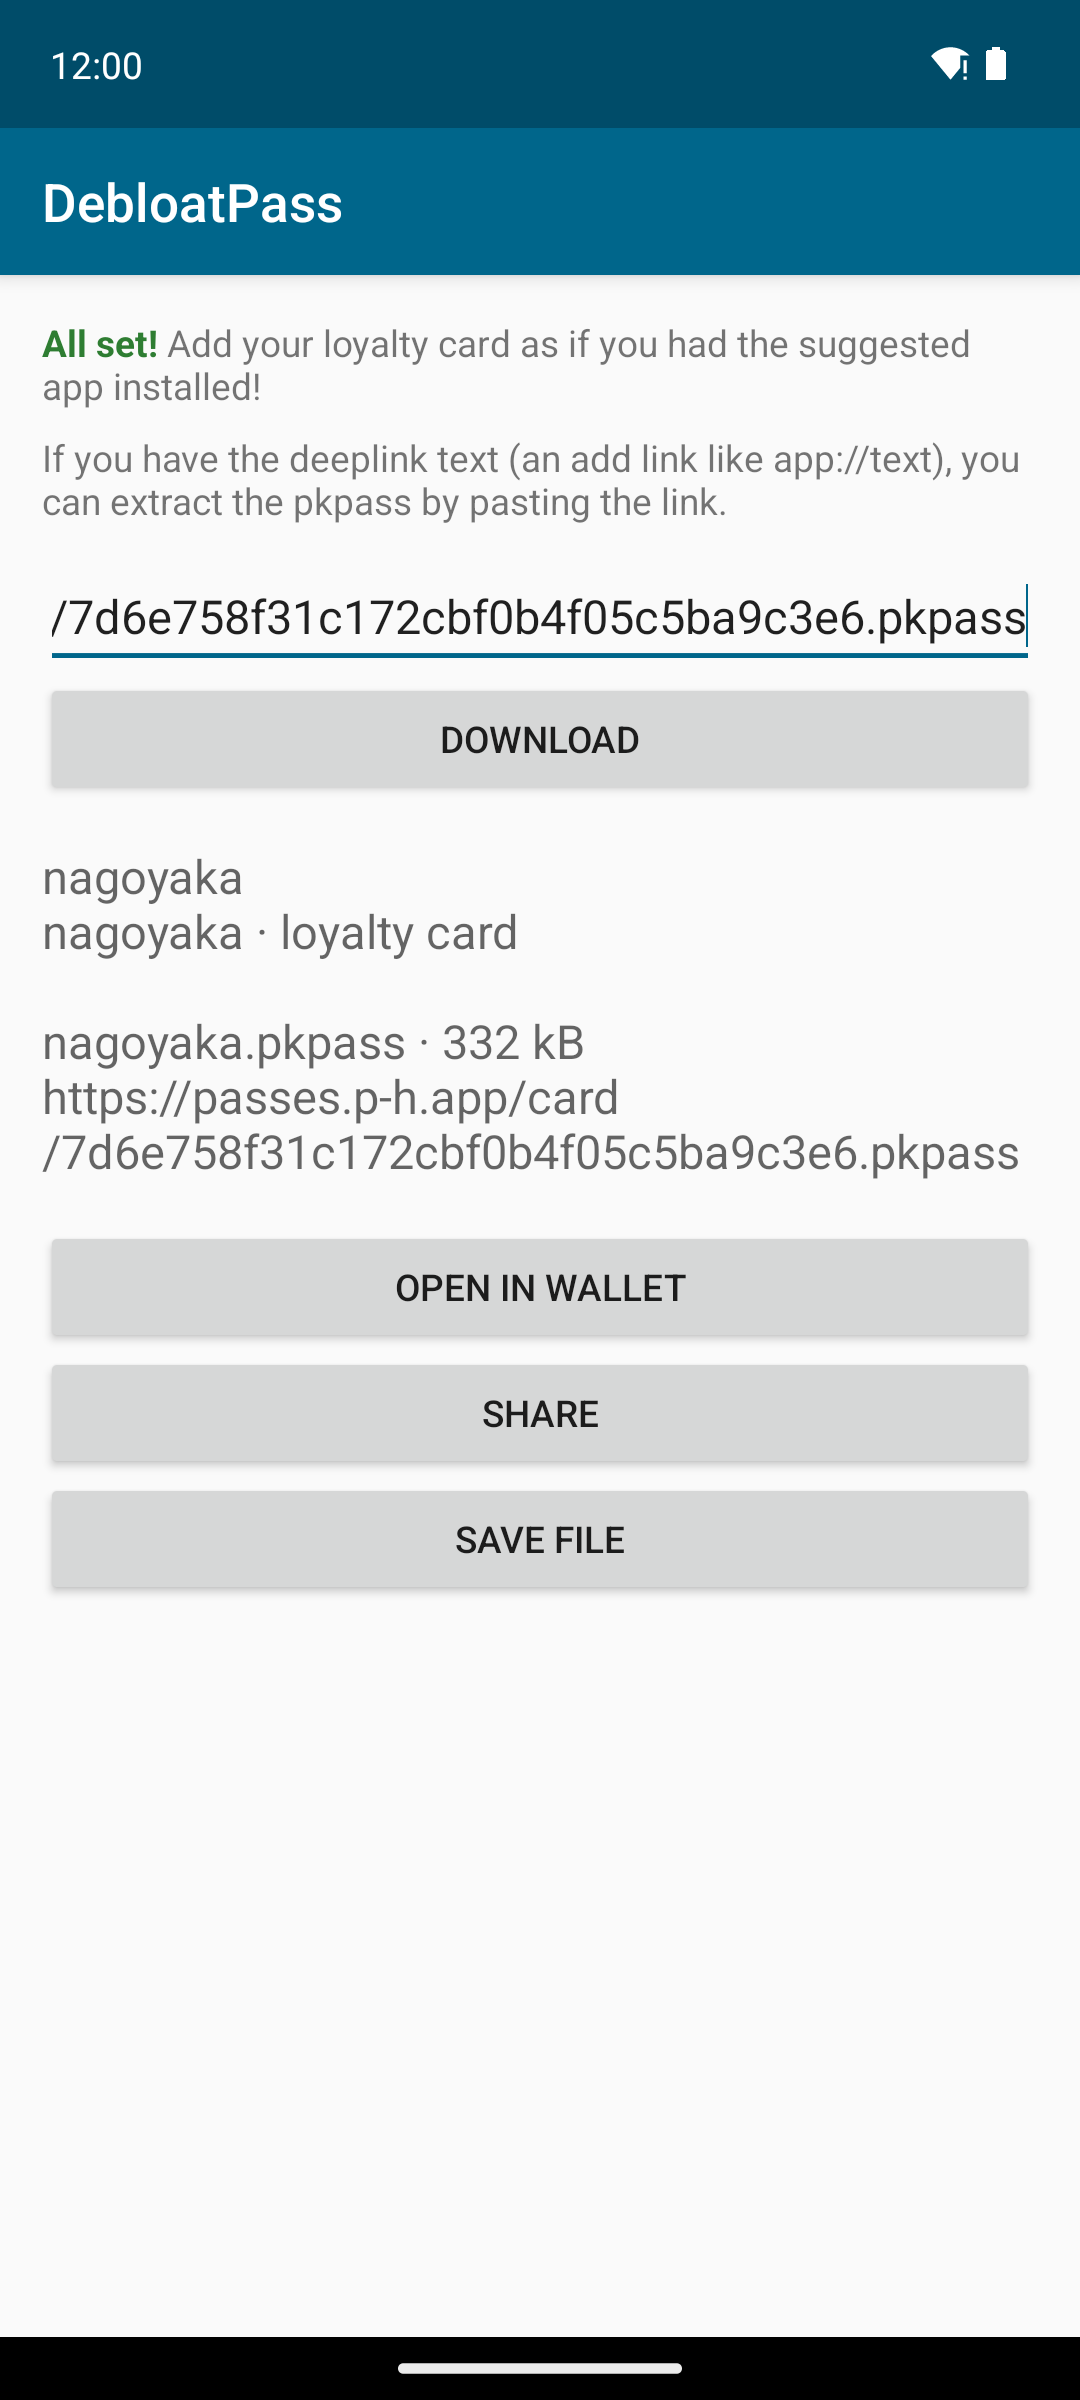 12:00
DebloatPass
All set! Add your loyalty card as if you had the suggested
app installed!
If you have the deeplink text (an add link like app://text), you
can extract the pkpass by pasting the link.
/7d6e758f31c172cbf0b4f05c5ba9c3e6.pkpass
DOWNLOAD
nagoyaka
nagoyaka · loyalty card
nagoyaka.pkpass · 332 kB
https://passes.p-h.app/card
/7d6e758f31c172cbf0b4f05c5ba9c3e6.pkpass
OPEN IN WALLET
SHARE
SAVE FILE